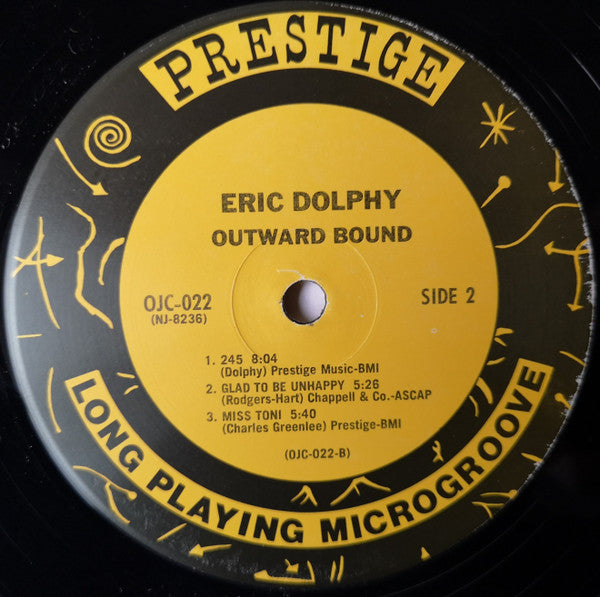 PRESTIGE
ERIC DOLPHY
OUTWARD BOUND
OJC-022
(NJ-8236)
SIDE 2
1. 245 8:04
(Dolphy) Prestige Music-BMI
2. GLAD TO BE UNHAPPY 5:26
(Rodgers-Hart) Chappell & Co.-ASCAP
3. MISS TONI 5:40
(Charles Greenlee) Prestige-BMI
(OJC-022-B)
LONG PLAYING MICROGROOVE